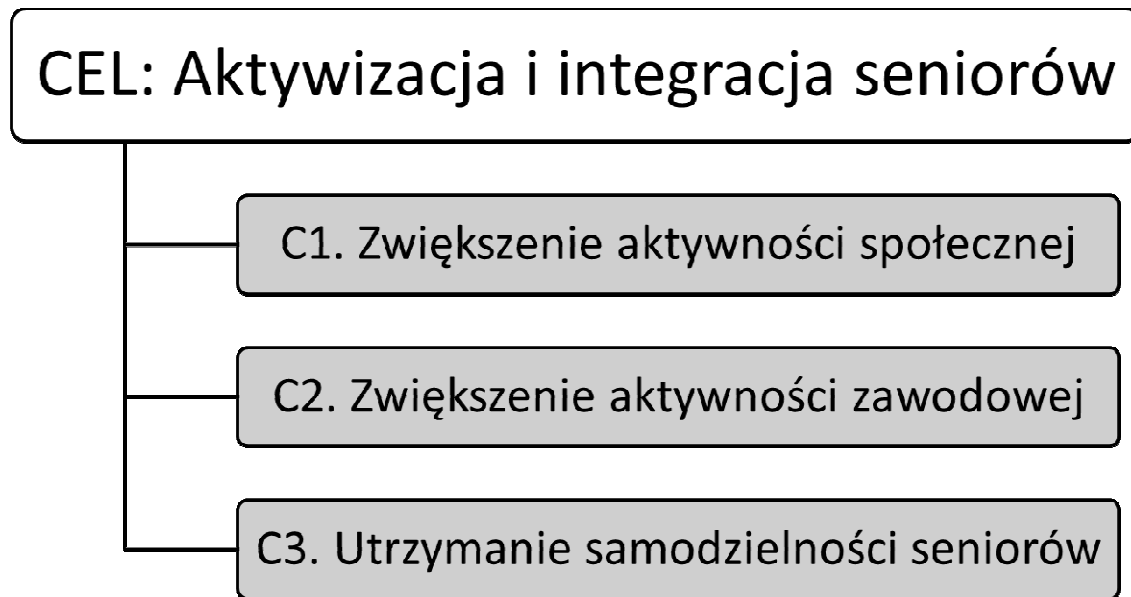 CEL: Aktywizacja i integracja seniorów
C1. Zwiększenie aktywności społecznej
C2. Zwiększenie aktywności zawodowej
C3. Utrzymanie samodzielności seniorów